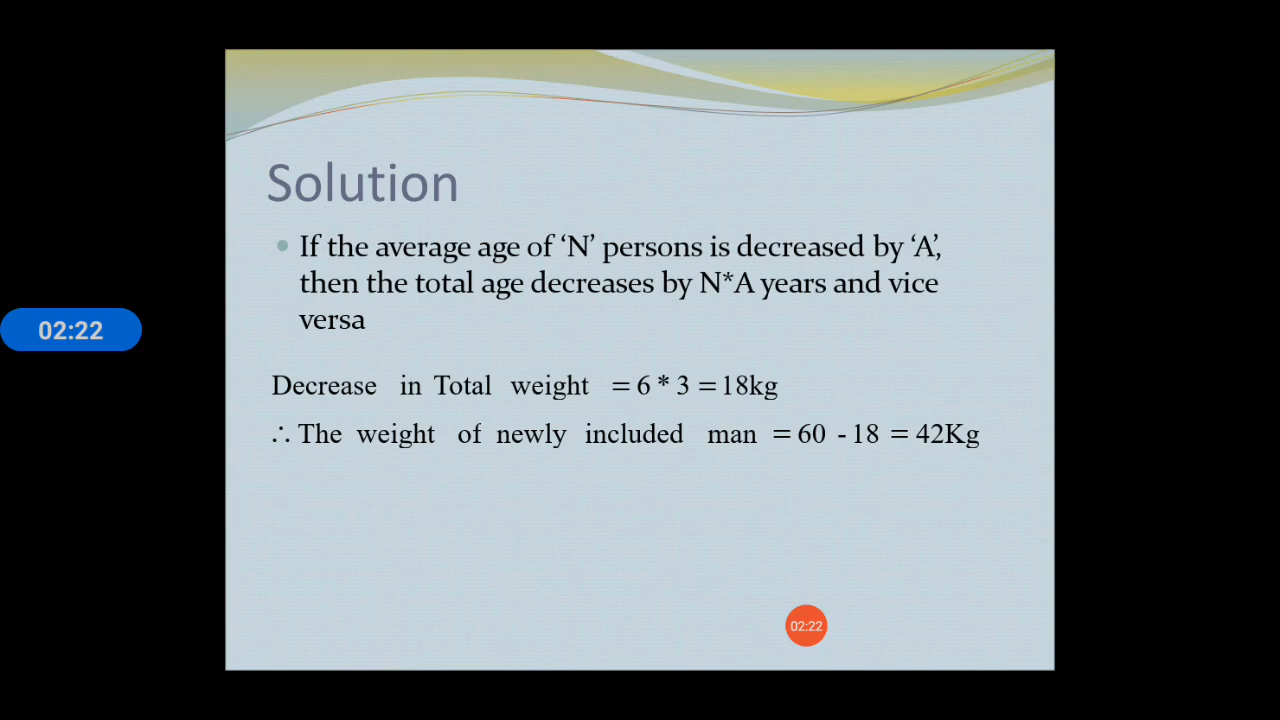 Solution
If the average age of ‘N’ persons is decreased by ‘A’,
then the total age decreases by N*A years and vice
versa
02:22
Decrease in Total weight = 6 * 3 = 18kg
∴ The weight of newly included man = 60 - 18 = 42Kg
02:22